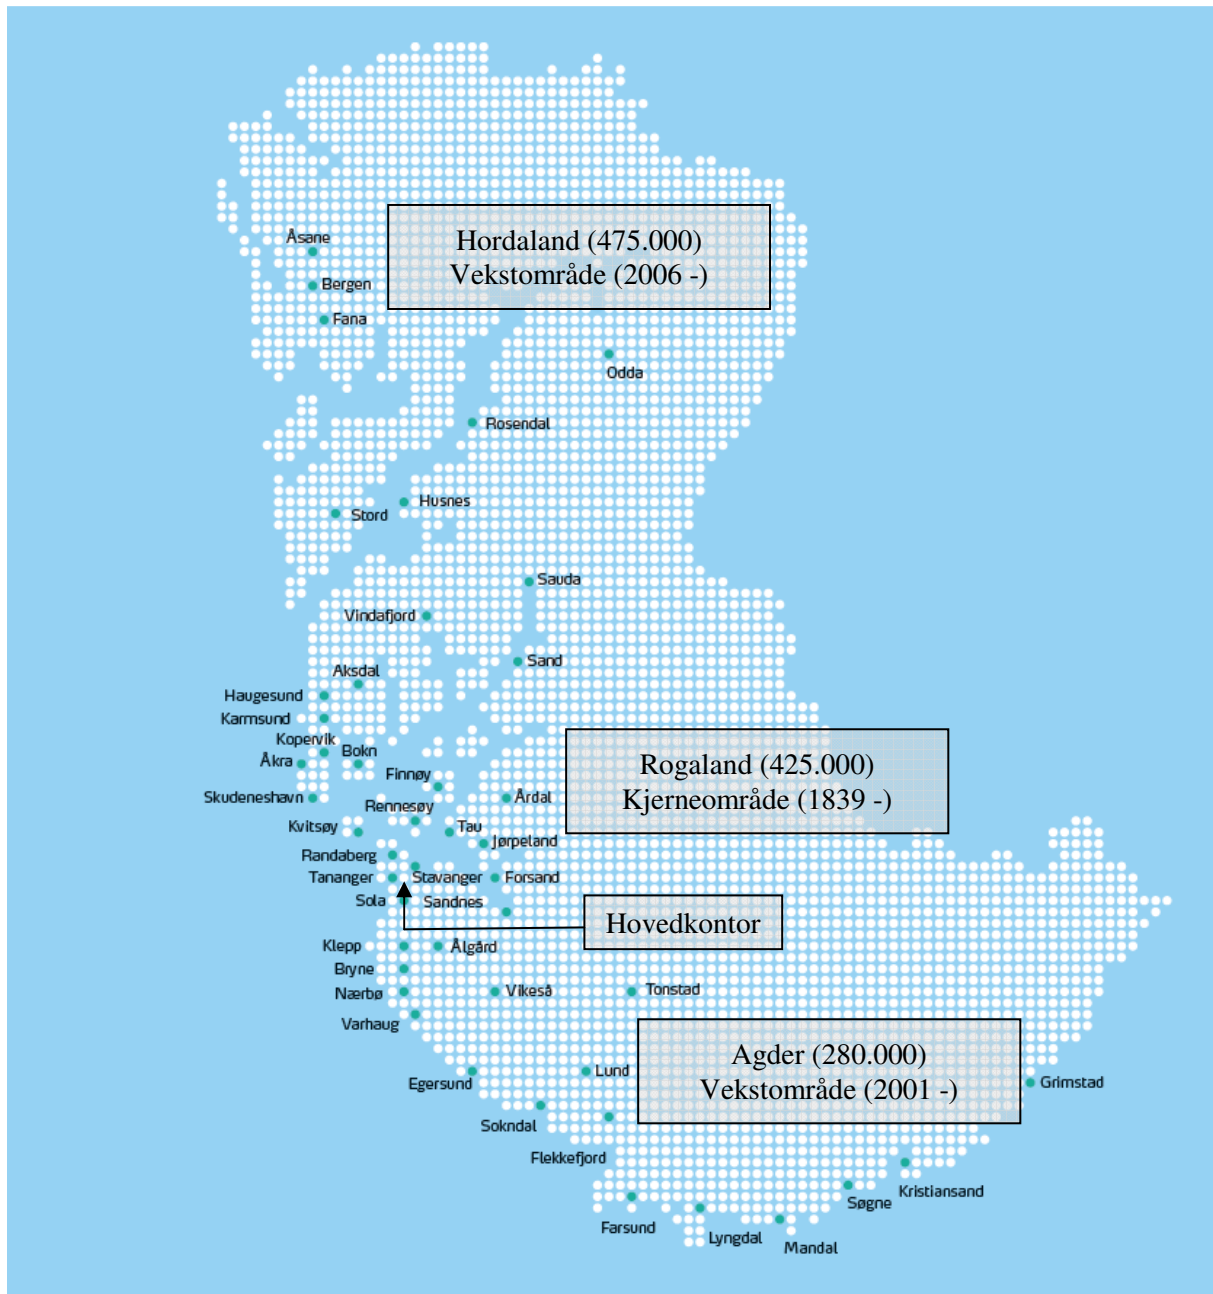 Åsane
Hordaland (475.000)
Vekstområde (2006 -)
Bergen
Fana
Odda
Rosendal
Husnes
Stord
Sauda
Vindafjord
Sand
Aksdal
Haugesund
Karmsund
Kopervik
Bokn
Åkra
Finnøy
Rogaland (425.000)
Kjerneområde (1839 -)
Skudeneshavn
Årdal
Rennesøy
Kvitsøy
Tau
Jørpeland
Randaberg
Tananger
Stavanger
Forsand
Sola
Sandnes
Hovedkontor
Klepp
Ålgård
Bryne
Nærbø
Vikeså
Tonstad
Varhaug
Agder (280.000)
Vekstområde (2001 -)
Egersund
Lund
Grimstad
Sokndal
Flekkefjord
Kristiansand
Søgne
Farsund
Lyngdal
Mandal